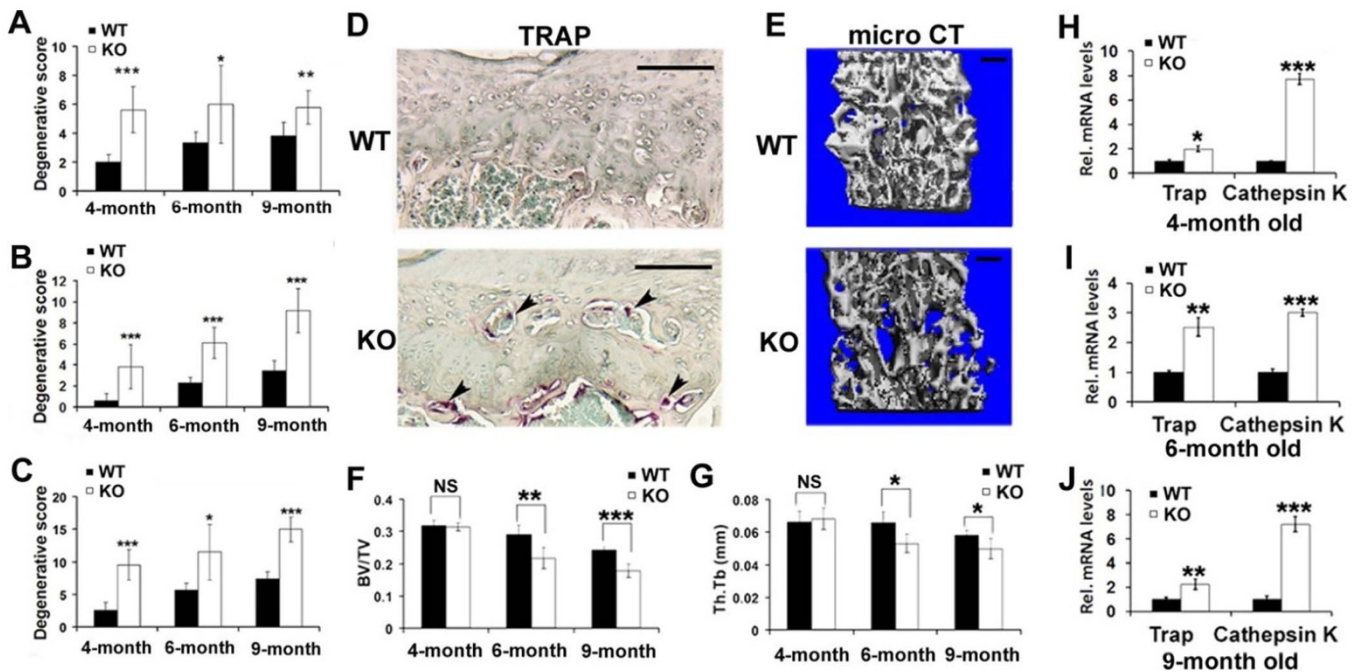 A
WT
KO
Degenerative score
10
8
6
4
2
0
***
*
**
4-month
6-month
9-month
B
WT
KO
Degenerative score
12
10
8
6
4
2
0
***
***
***
4-month
6-month
9-month
C
WT
KO
Degenerative score
20
15
10
5
0
***
*
***
4-month
6-month
9-month
D
TRAP
WT
KO
E
micro CT
WT
KO
F
WT
KO
BV/TV
0.4
0.3
0.2
0.1
0
NS
**
***
4-month
6-month
9-month
G
WT
KO
Th.Tb (mm)
0.08
0.06
0.04
0.02
0
NS
*
*
4-month
6-month
9-month
H
WT
KO
Rel. mRNA levels
10
8
6
4
2
0
*
***
Trap
Cathepsin K
4-month old
I
WT
KO
Rel. mRNA levels
4
3
2
1
0
**
***
Trap
Cathepsin K
6-month old
J
WT
KO
Rel. mRNA levels
10
8
6
4
2
0
**
***
Trap
Cathepsin K
9-month old